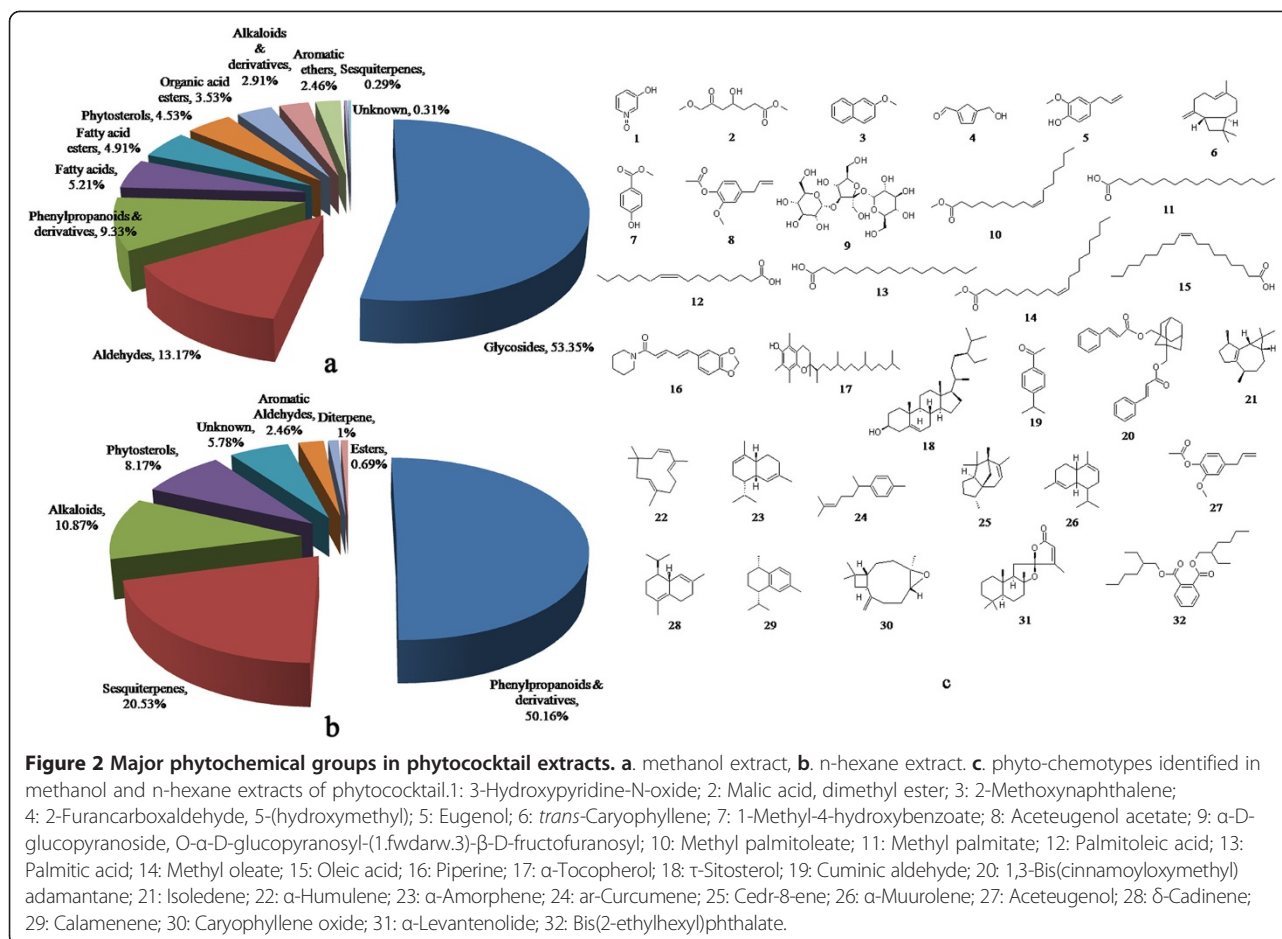 Alkaloids
&
derivatives,
2.91%
Aromatic
ethers,
2.46%
Sesquiterpenes,
0.29%
Organic acid
esters, 3.53%
Unknown, 0.31%
Phytosterols, 4.53%
Fatty acid
esters, 4.91%
Fatty acids,
5.21%
Phenylpropanoids &
derivatives, 9.33%
Aldehydes, 13.17%
Glycosides, 53.35%
a
Aromatic
Aldehydes,
2.46%
Diterpene,
1%
Unknown,
5.78%
Esters,
0.69%
Phytosterols,
8.17%
Alkaloids,
10.87%
Sesquiterpenes,
20.53%
Phenylpropanoids &
derivatives,
50.16%
b
1
2
3
4
5
6
7
8
9
10
11
12
13
14
15
16
17
18
19
20
21
22
23
24
25
26
27
28
29
30
31
32
c
Figure 2 Major phytochemical groups in phytococktail extracts. a. methanol extract, b. n-hexane extract. c. phyto-chemotypes identified in
methanol and n-hexane extracts of phytococktail.1: 3-Hydroxypyridine-N-oxide; 2: Malic acid, dimethyl ester; 3: 2-Methoxynaphthalene;
4: 2-Furancarboxaldehyde, 5-(hydroxymethyl); 5: Eugenol; 6: trans-Caryophyllene; 7: 1-Methyl-4-hydroxybenzoate; 8: Aceteugenol acetate; 9: α-D-
glucopyranoside, O-α-D-glucopyranosyl-(1.fwdarw.3)-β-D-fructofuranosyl; 10: Methyl palmitoleate; 11: Methyl palmitate; 12: Palmitoleic acid; 13:
Palmitic acid; 14: Methyl oleate; 15: Oleic acid; 16: Piperine; 17: α-Tocopherol; 18: τ-Sitosterol; 19: Cuminic aldehyde; 20: 1,3-Bis(cinnamoyloxymethyl)
adamantane; 21: Isoledene; 22: α-Humulene; 23: α-Amorphene; 24: ar-Curcumene; 25: Cedr-8-ene; 26: α-Muurolene; 27: Aceteugenol; 28: δ-Cadinene;
29: Calamenene; 30: Caryophyllene oxide; 31: α-Levantenolide; 32: Bis(2-ethylhexyl)phthalate.